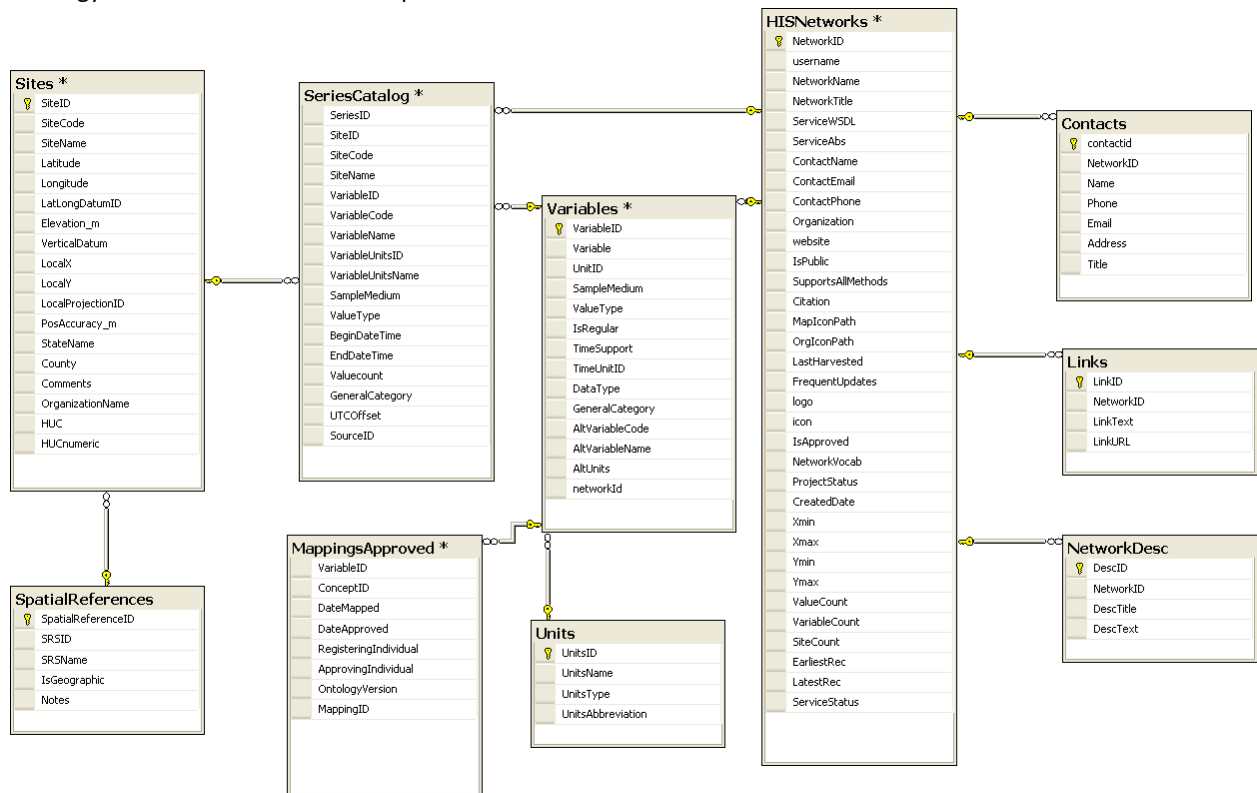 Sites *
SiteID
SiteCode
SiteName
Latitude
Longitude
LatLongDatumID
Elevation_m
VerticalDatum
LocalX
LocalY
LocalProjectionID
PosAccuracy_m
StateName
County
Comments
OrganizationName
HUC
HUCnumeric
SpatialReferences
SpatialReferenceID
SRSID
SRSName
IsGeographic
Notes
SeriesCatalog *
SeriesID
SiteID
SiteCode
SiteName
VariableID
VariableCode
VariableName
VariableUnitsID
VariableUnitsName
SampleMedium
ValueType
BeginDateTime
EndDateTime
Valuecount
GeneralCategory
UTCOffset
SourceID
MappingsApproved *
VariableID
ConceptID
DateMapped
DateApproved
RegisteringIndividual
ApprovingIndividual
OntologyVersion
MappingID
Variables *
VariableID
Variable
UnitID
SampleMedium
ValueType
IsRegular
TimeSupport
TimeUnitID
DataType
GeneralCategory
AltVariableCode
AltVariableName
AltUnits
networkId
Units
UnitsID
UnitsName
UnitsType
UnitsAbbreviation
HISNetworks *
NetworkID
username
NetworkName
NetworkTitle
ServiceWSDL
ServiceAbs
ContactName
ContactEmail
ContactPhone
Organization
website
IsPublic
SupportsAllMethods
Citation
MapIconPath
OrgIconPath
LastHarvested
FrequentUpdates
logo
icon
IsApproved
NetworkVocab
ProjectStatus
CreatedDate
Xmin
Xmax
Ymin
Ymax
ValueCount
VariableCount
SiteCount
EarliestRec
LatestRec
ServiceStatus
Contacts
contactid
NetworkID
Name
Phone
Email
Address
Title
Links
LinkID
NetworkID
LinkText
LinkURL
NetworkDesc
DescID
NetworkID
DescTitle
DescText